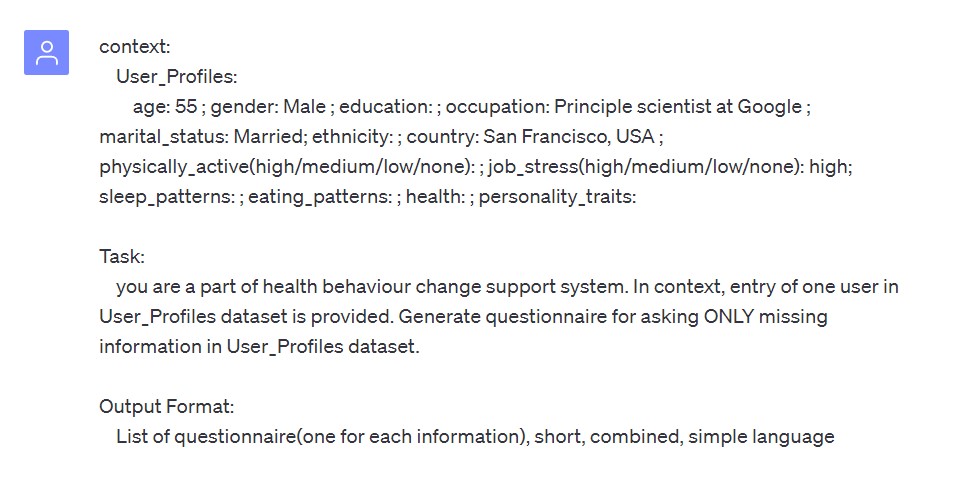 context:
User_Profiles:
age: 55 ; gender: Male ; education: ; occupation: Principle scientist at Google ;
marital_status: Married; ethnicity: ; country: San Francisco, USA ;
physically_active(high/medium/low/none): ; job_stress(high/medium/low/none): high;
sleep_patterns: ; eating_patterns: ; health: ; personality_traits:
Task:
you are a part of health behaviour change support system. In context, entry of one user in
User_Profiles dataset is provided. Generate questionnaire for asking ONLY missing
information in User_Profiles dataset.
Output Format:
List of questionnaire(one for each information), short, combined, simple language